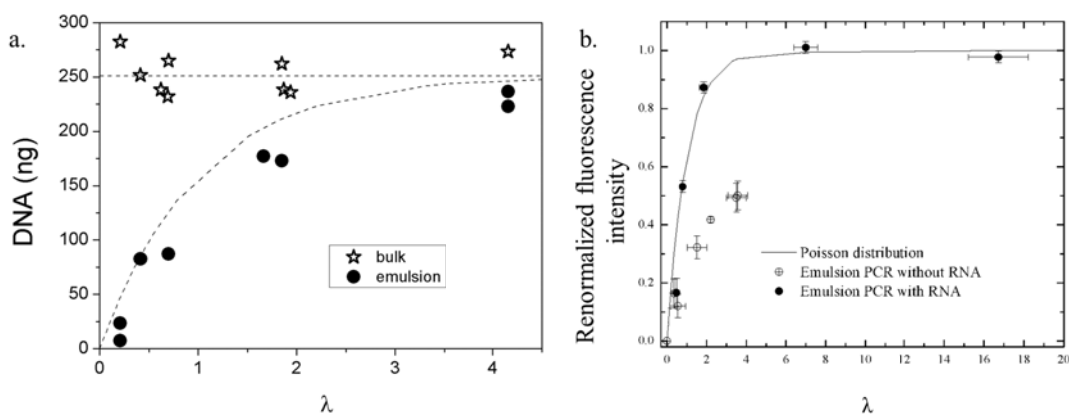 a.
DNA (ng)
300
250
200
150
100
50
0
bulk
emulsion
0
1
2
3
4
λ
b.
Renormalized fluorescence
intensity
1.0
0.8
0.6
0.4
0.2
0.0
Poisson distribution
Emulsion PCR without RNA
Emulsion PCR with RNA
0
2
4
6
8
10
12
14
16
18
20
λ